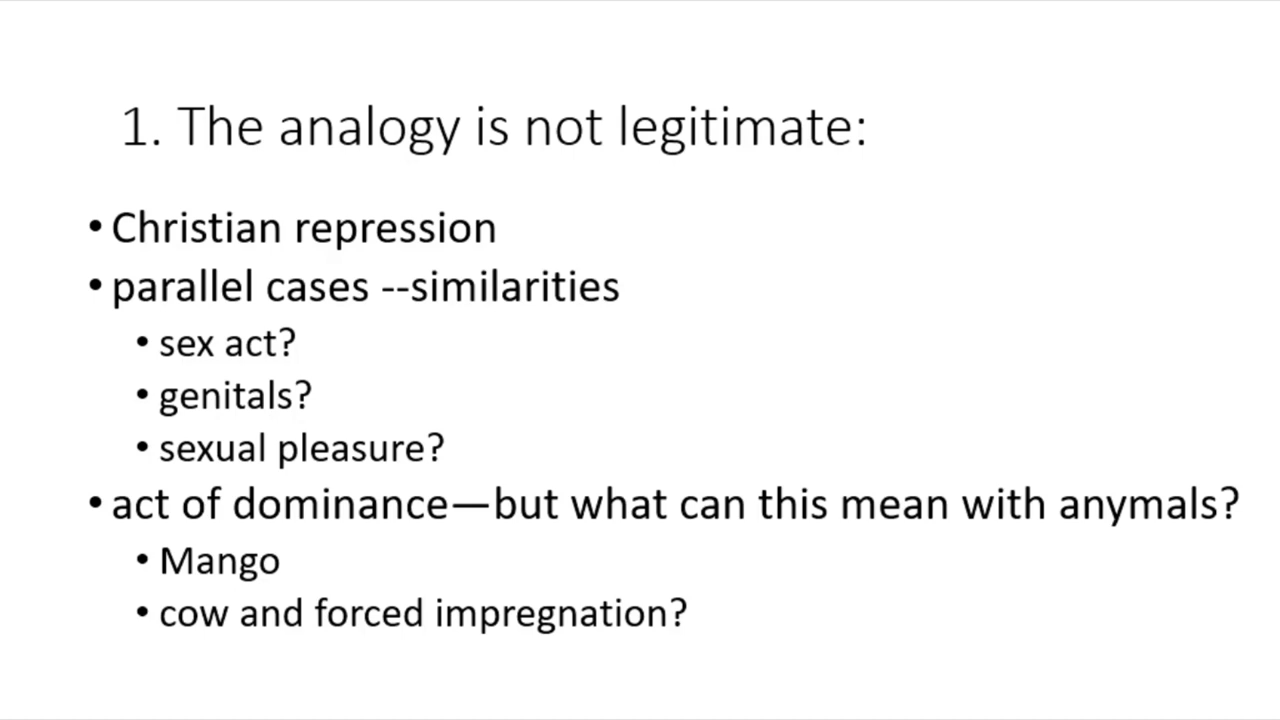 1. The analogy is not legitimate:
• Christian repression
• parallel cases --similarities
• sex act?
• genitals?
• sexual pleasure?
• act of dominance—but what can this mean with anymals?
• Mango
• cow and forced impregnation?